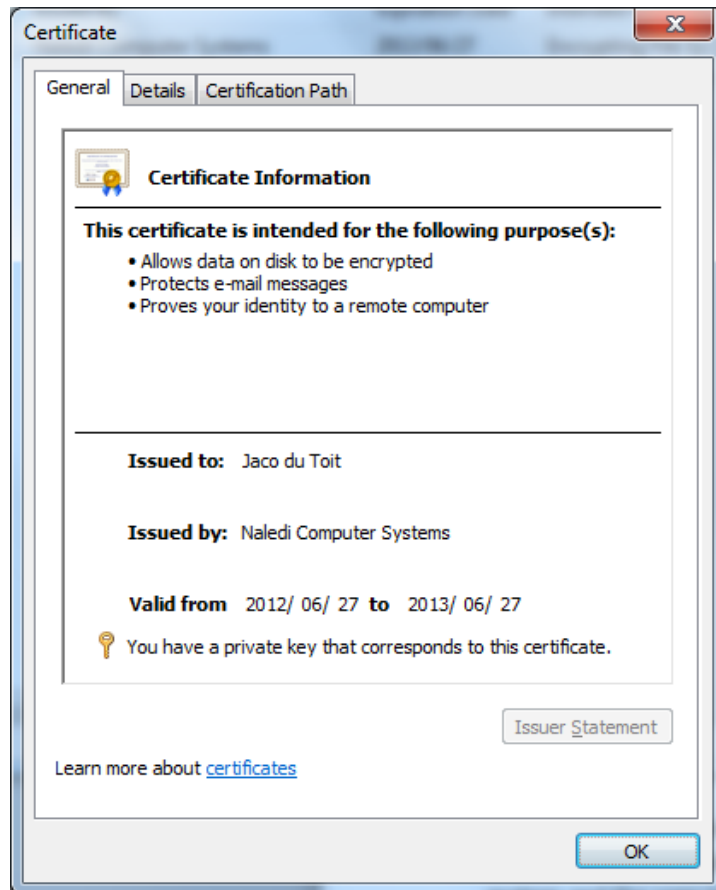 Certificate
General Details Certification Path
Certificate Information
This certificate is intended for the following purpose(s):
• Allows data on disk to be encrypted
• Protects e-mail messages
• Proves your identity to a remote computer
Issued to: Jaco du Toit
Issued by: Naledi Computer Systems
Valid from 2012/ 06/ 27 to 2013/ 06/ 27
You have a private key that corresponds to this certificate.
Issuer Statement
Learn more about certificates
OK